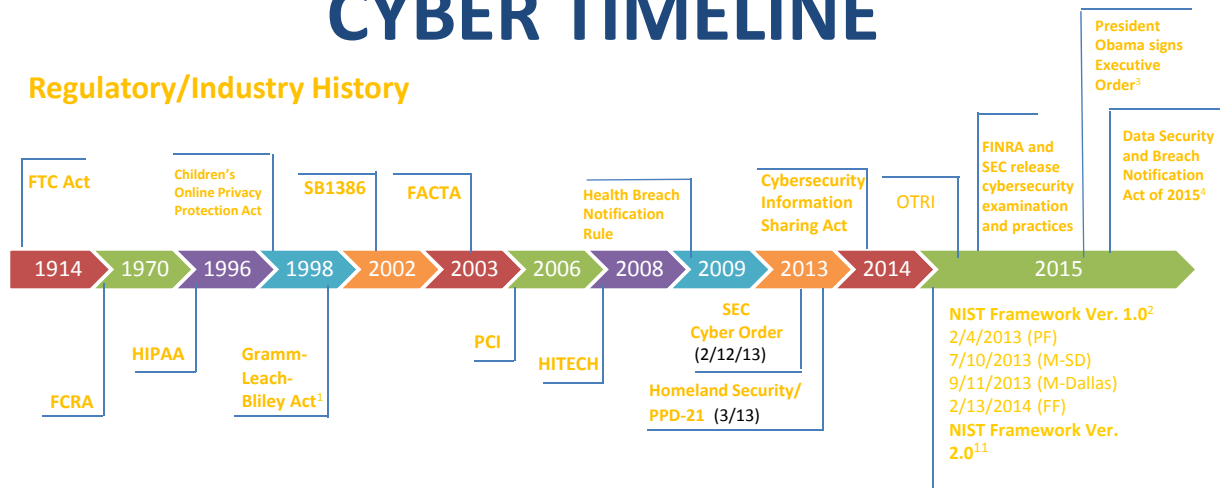 CYBER TIMELINE
Regulatory/Industry History
President
Obama signs
Executive
Order³
FTC Act
Children’s
Online Privacy
Protection Act
SB1386
FACTA
Health Breach
Notification
Rule
Cybersecurity
Information
Sharing Act
OTRI
FINRA and
SEC release
cybersecurity
examination
and practices
Data Security
and Breach
Notification
Act of 2015⁴
1914
1970
1996
1998
2002
2003
2006
2008
2009
2013
2014
2015
FCRA
HIPAA
Gramm-
Leach-
Bliley Act¹
PCI
HITECH
SEC
Cyber Order
(2/12/13)
Homeland Security/
PPD-21 (3/13)
NIST Framework Ver. 1.0²
2/4/2013 (PF)
7/10/2013 (M-SD)
9/11/2013 (M-Dallas)
2/13/2014 (FF)
NIST Framework Ver.
2.0¹¹